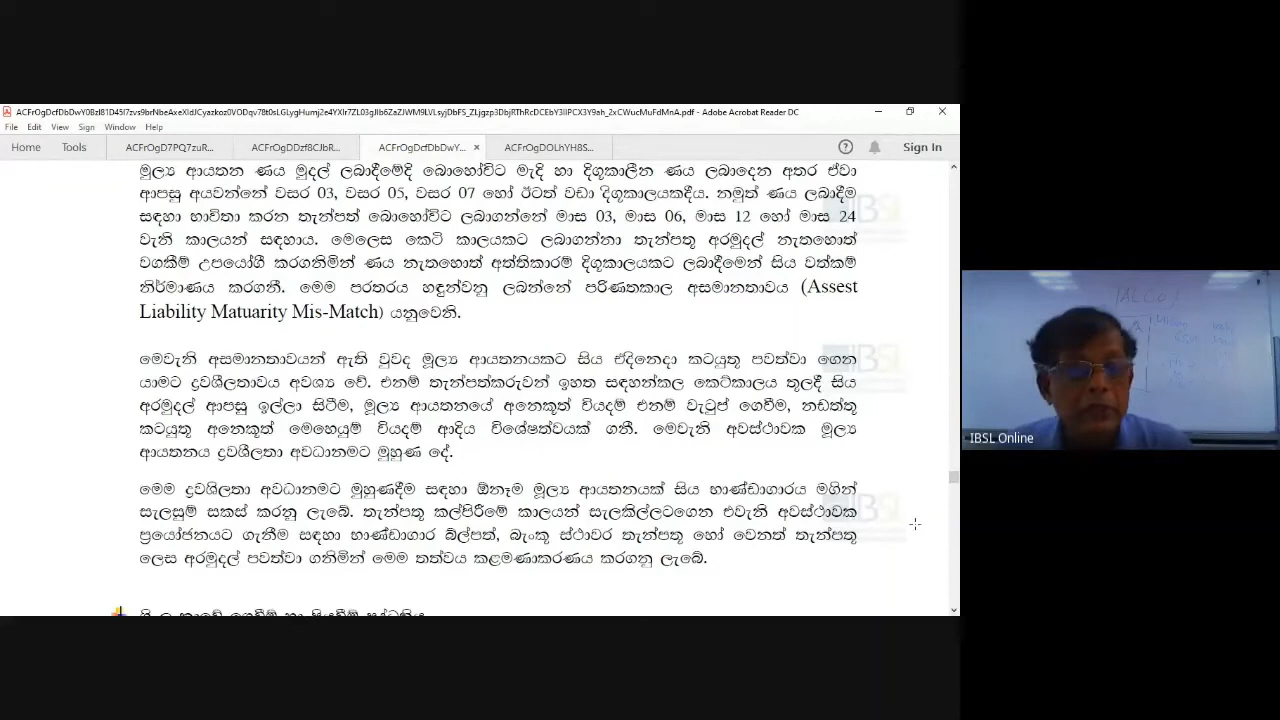 File Edit View Sign Window Help
Home Tools ACFrOgD7PQ7zuR... ACFrOgDDzf8CJbR... ACFrOgDcfDbDwY... × ACFrOgDOLhYH8S... Sign In
මූල්‍ය ආයතන ණය මුදල් ලබාදීමේදී බොහෝවිට මැදි හා දිගුකාලීන ණය ලබාදෙන අතර ඒවා
ආපසු අයවන්නේ වසර 03, වසර 05, වසර 07 හෝ ඊටත් වඩා දිගුකාලයකදීය. නමුත් ණය ලබාදීම
සඳහා භාවිතා කරන තැන්පත් බොහෝවිට ලබාගන්නේ මාස 03, මාස 06, මාස 12 හෝ මාස 24
වැනි කාලයන් සඳහාය. මෙලෙස කෙටි කාලයකට ලබාගන්නා තැන්පතු අරමුදල් නැතහොත්
වගකීම් උපයෝගී කරගනිමින් ණය නැතහොත් අත්තිකාරම් දිගුකාලයකට ලබාදීමෙන් සිය වත්කම්
නිර්මාණය කරගනී. මෙම පරතරය හඳුන්වනු ලබන්නේ පරිණතකාල අසමානතාවය (Assest
Liability Matuarity Mis-Match) යනුවෙනි.
මෙවැනි අසමානතාවයන් ඇති වුවද මූල්‍ය ආයතනයකට සිය එදිනෙදා කටයුතු පවත්වා ගෙන
යාමට ද්‍රවශීලතාවය අවශ්‍ය වේ. එනම් තැන්පත්කරුවන් ඉහත සඳහන්කල කෙටිකාලය තුලදී සිය
අරමුදල් ආපසු ඉල්ලා සිටීම, මූල්‍ය ආයතනයේ අනෙකුත් වියදම් එනම් වැටුප් ගෙවීම, නඩත්තු
කටයුතු අනෙකුත් මෙහෙයුම් වියදම් ආදිය විශේෂත්වයක් ගනී. මෙවැනි අවස්ථාවක මූල්‍ය
ආයතනය ද්‍රවශීලතා අවධානමට මුහුණ දේ.
මෙම ද්‍රවශිලතා අවධානමට මුහුණදීම සඳහා ඕනෑම මූල්‍ය ආයතනයක් සිය භාණ්ඩාගාරය මගින්
සැලසුම් සකස් කරනු ලැබේ. තැන්පතු කල්පිරීමේ කාලයන් සැලකිල්ලටගෙන එවැනි අවස්ථාවක
ප්‍රයෝජනයට ගැනීම සඳහා භාණ්ඩාගාර බිල්පත්, බැංකු ස්ථාවර තැන්පතු හෝ වෙනත් තැන්පතු
ලෙස අරමුදල් පවත්වා ගනිමින් මෙම තත්වය කළමණාකරණය කරගනු ලැබේ.
IBSL
IBSL
IBSL
IBSL Online